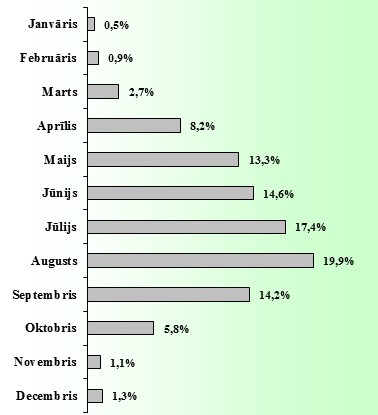 Janvāris 0,5%
Februāris 0,9%
Marts 2,7%
Aprīlis 8,2%
Maijs 13,3%
Jūnijs 14,6%
Jūlijs 17,4%
Augusts 19,9%
Septembris 14,2%
Oktobris 5,8%
Novembris 1,1%
Decembris 1,3%